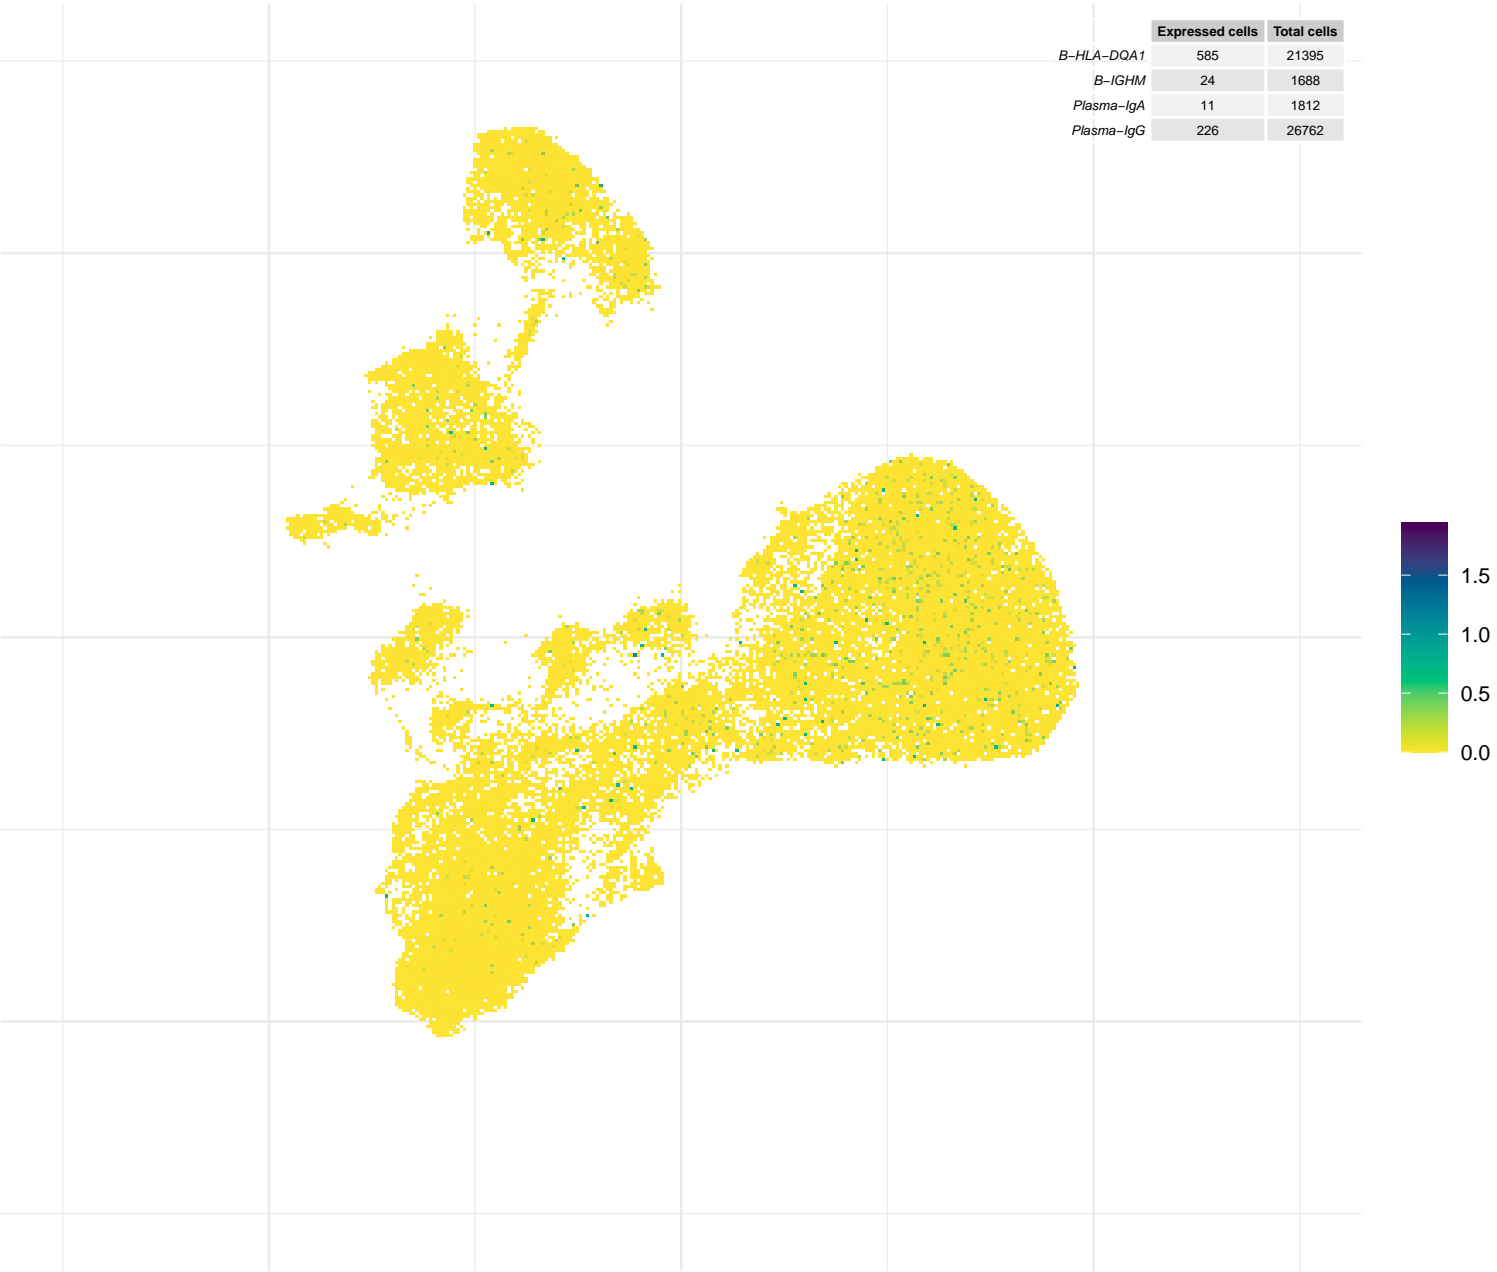 Expressed cells Total cells
B−HLA−DQA1 585 21395
B−IGHM 24 1688
Plasma−IgA 11 1812
Plasma−IgG 226 26762
1.5
1.0
0.5
0.0